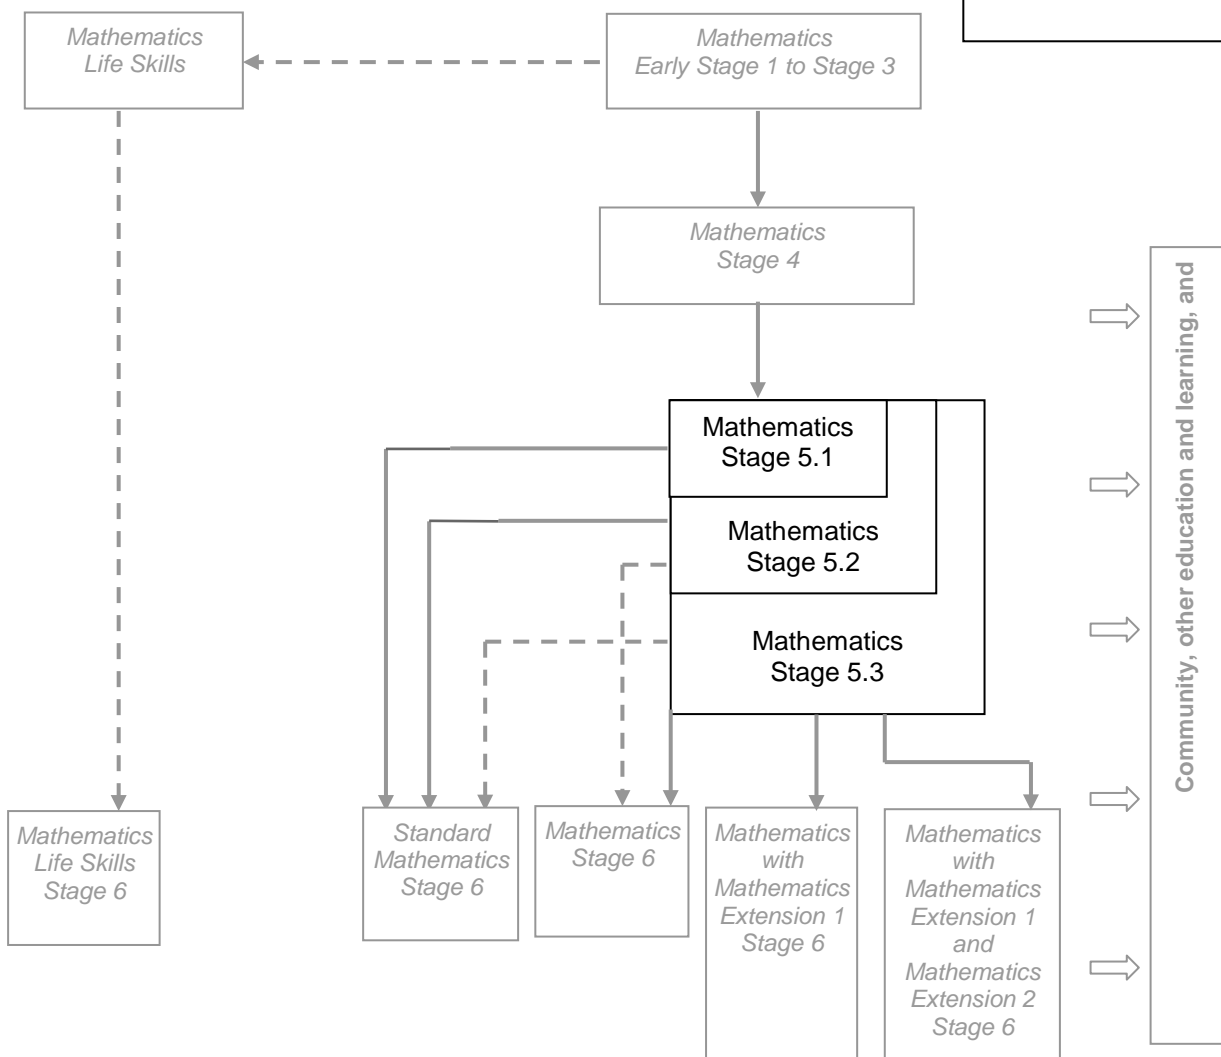 Mathematics
Life Skills
Mathematics
Early Stage 1 to Stage 3
Mathematics
Stage 4
Mathematics
Stage 5.1
Mathematics
Stage 5.2
Mathematics
Stage 5.3
Mathematics
Life Skills
Stage 6
Standard
Mathematics
Stage 6
Mathematics
Stage 6
Mathematics
with
Mathematics
Extension 1
Stage 6
Mathematics
with
Mathematics
Extension 1
and
Mathematics
Extension 2
Stage 6
Community, other education and learning, and